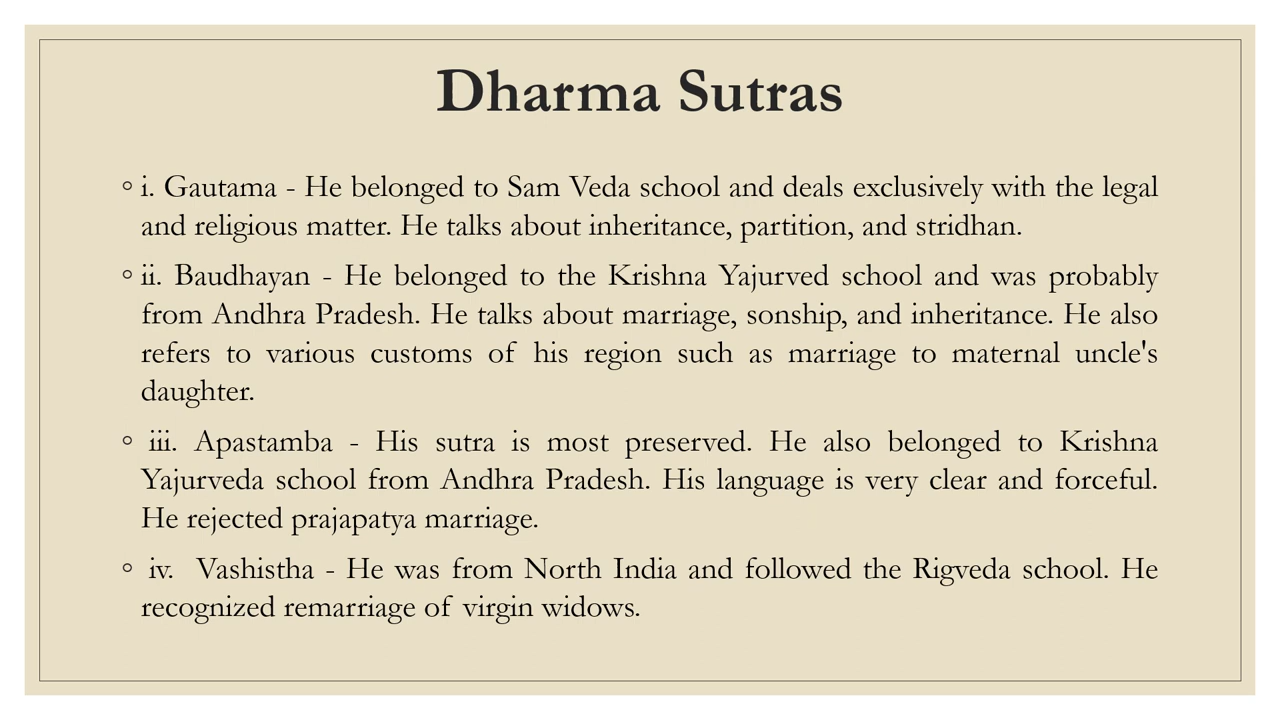 Dharma Sutras
◦ i. Gautama - He belonged to Sam Veda school and deals exclusively with the legal
and religious matter. He talks about inheritance, partition, and stridhan.
◦ ii. Baudhayan - He belonged to the Krishna Yajurved school and was probably
from Andhra Pradesh. He talks about marriage, sonship, and inheritance. He also
refers to various customs of his region such as marriage to maternal uncle's
daughter.
◦ iii. Apastamba - His sutra is most preserved. He also belonged to Krishna
Yajurveda school from Andhra Pradesh. His language is very clear and forceful.
He rejected prajapatya marriage.
◦ iv. Vashistha - He was from North India and followed the Rigveda school. He
recognized remarriage of virgin widows.